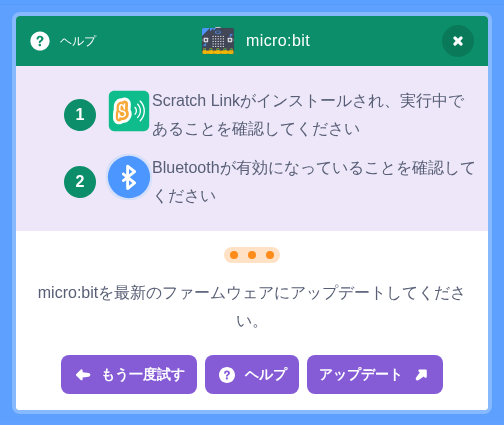 ヘルプ
micro:bit
1
Scratch Linkがインストールされ、実行中で
あることを確認してください
2
Bluetoothが有効になっていることを確認して
ください
micro:bitを最新のファームウェアにアップデートしてくださ
い。
もう一度試す
ヘルプ
アップデート